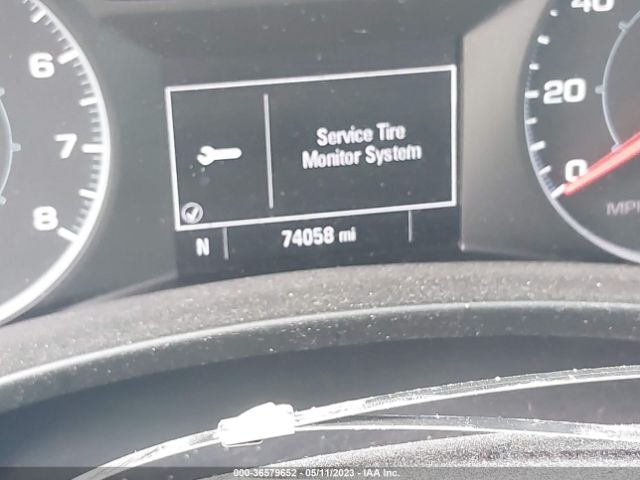 6
7
8
Service Tire
Monitor System
N
74058 mi
40
20
0
MPH
000-36579652 - 05/11/2023 - IAA Inc.